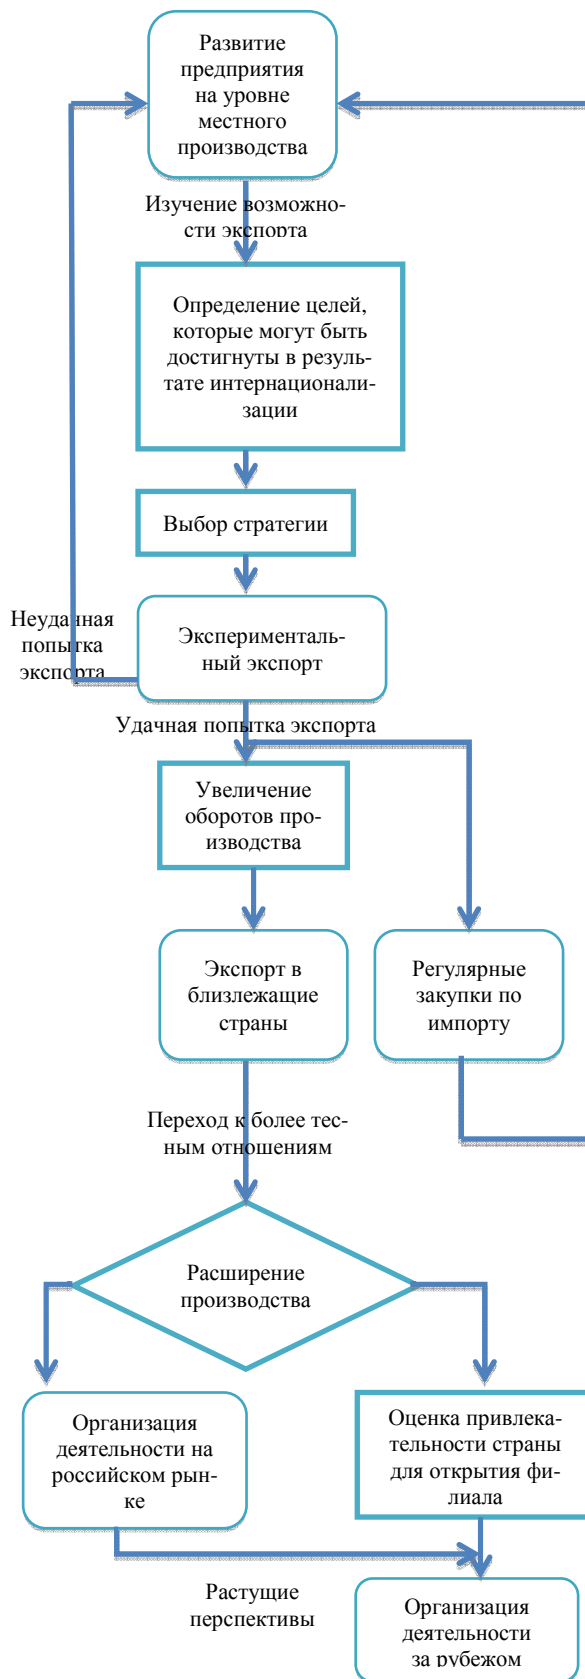 Развитие
предприятия
на уровне
местного
производства
Изучение возможно-
сти экспорта
Определение целей,
которые могут быть
достигнуты в резуль-
тате интернационали-
зации
Выбор стратегии
Неудачная
попытка
экспорта
Эксперименталь-
ный экспорт
Удачная попытка экспорта
Увеличение
оборотов про-
изводства
Экспорт в
близлежащие
страны
Регулярные
закупки по
импорту
Переход к более тес-
ным отношениям
Расширение
производства
Организация
деятельности на
российском рын-
ке
Оценка привлека-
тельности страны
для открытия фи-
лиала
Растущие
перспективы
Организация
деятельности
за рубежом